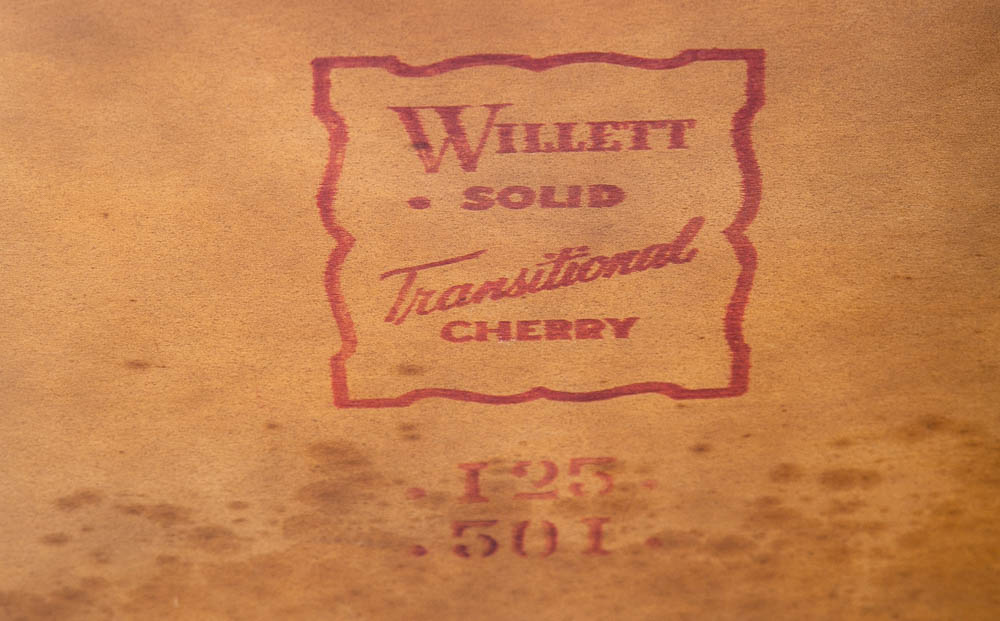 WILLETT
• SOLID
Transitional
CHERRY
. 125 .
. 501 .